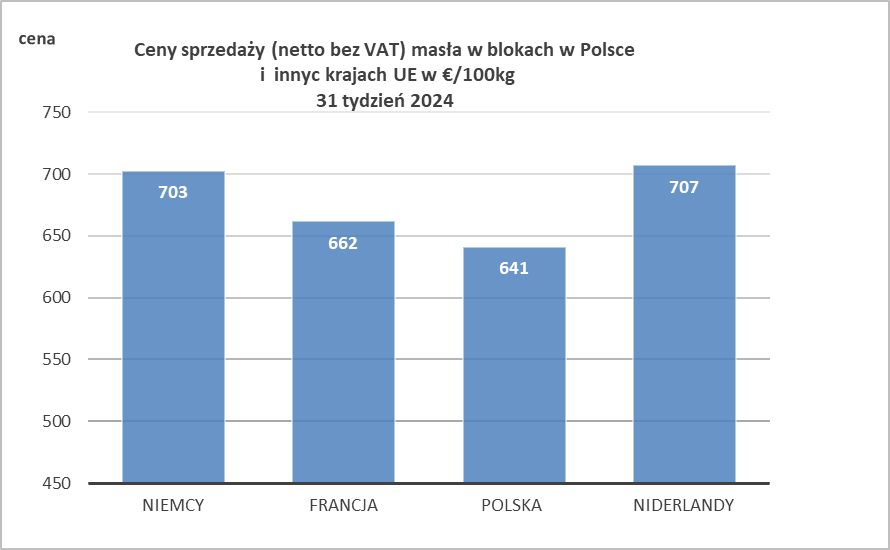 cena
Ceny sprzedaży (netto bez VAT) masła w blokach w Polsce
i  innyc krajach UE w €/100kg
31 tydzień 2024
750
700
650
600
550
500
450
703
662
641
707
NIEMCY
FRANCJA
POLSKA
NIDERLANDY